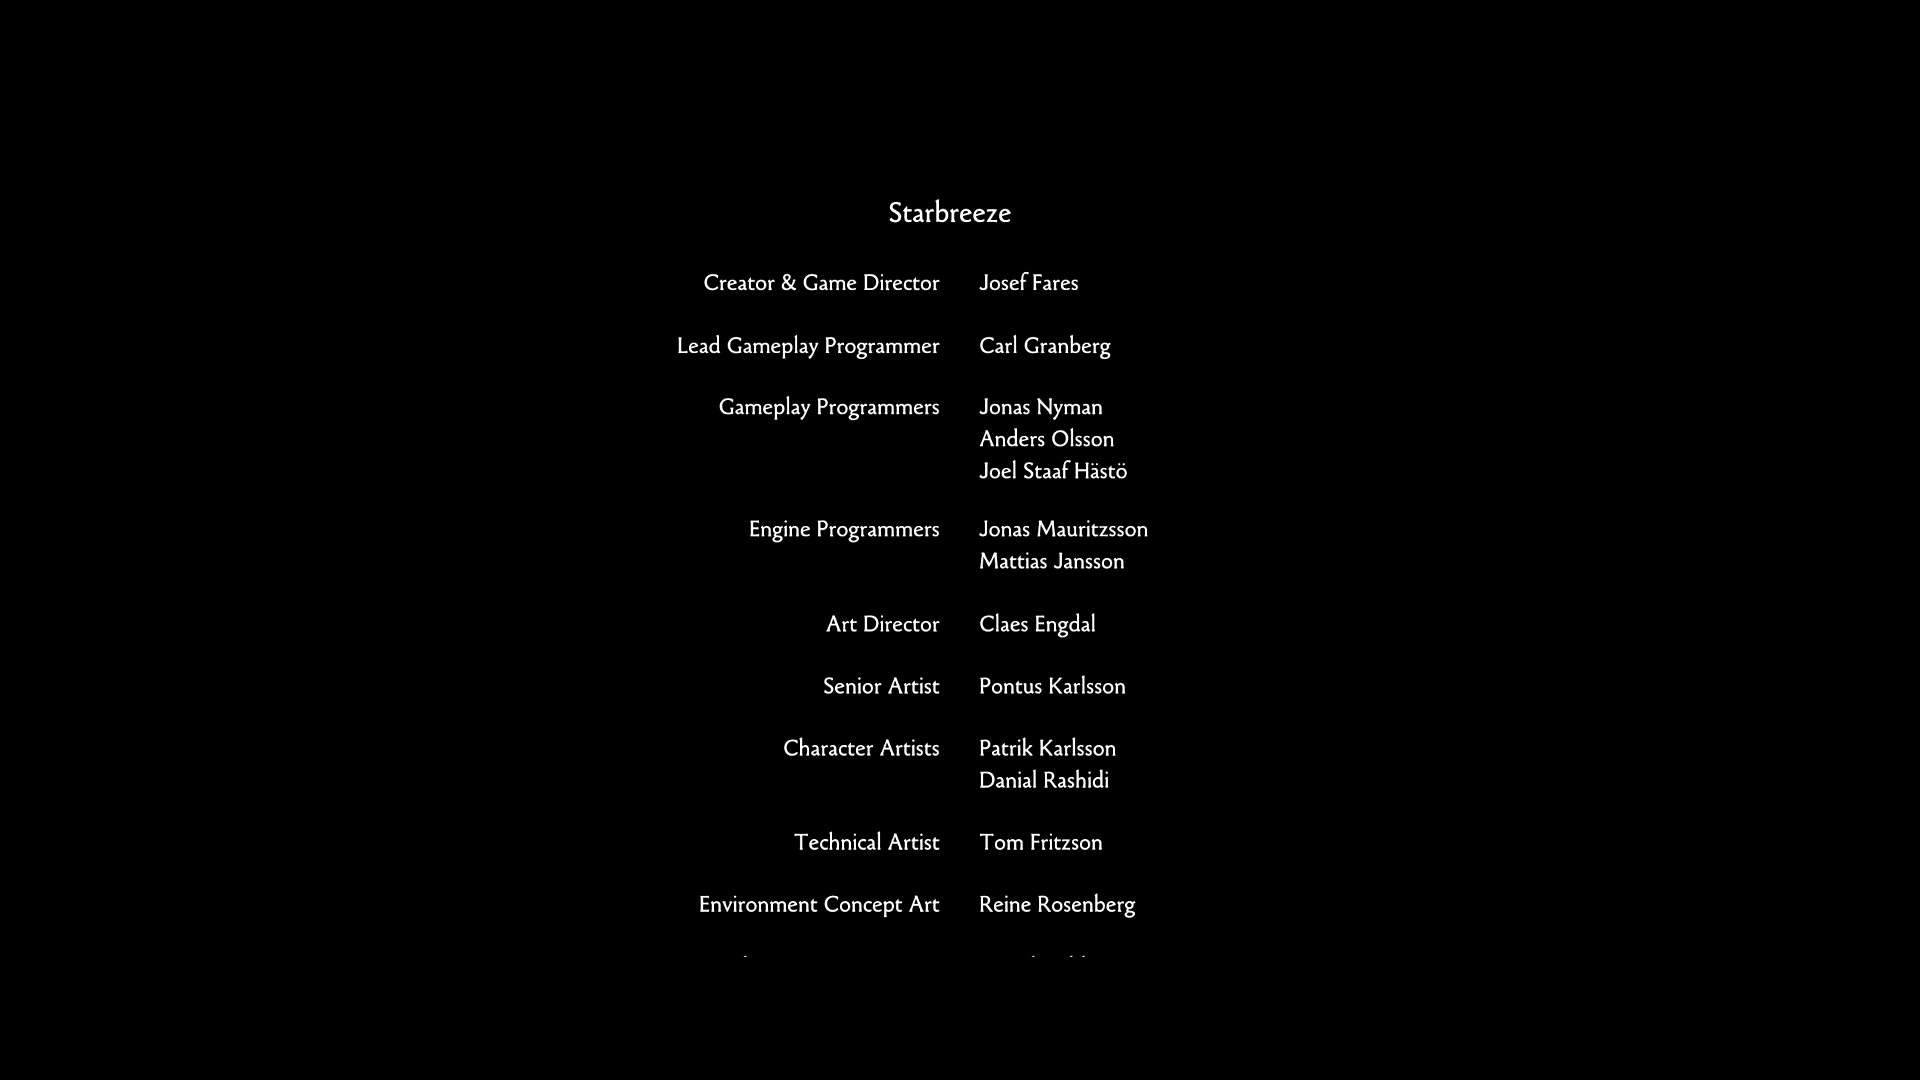 Starbreeze
Creator & Game Director Josef Fares
Lead Gameplay Programmer Carl Granberg
Gameplay Programmers Jonas Nyman
Anders Olsson
Joel Staaf Hästö
Engine Programmers Jonas Mauritzsson
Mattias Jansson
Art Director Claes Engdal
Senior Artist Pontus Karlsson
Character Artists Patrik Karlsson
Danial Rashidi
Technical Artist Tom Fritzson
Environment Concept Art Reine Rosenberg